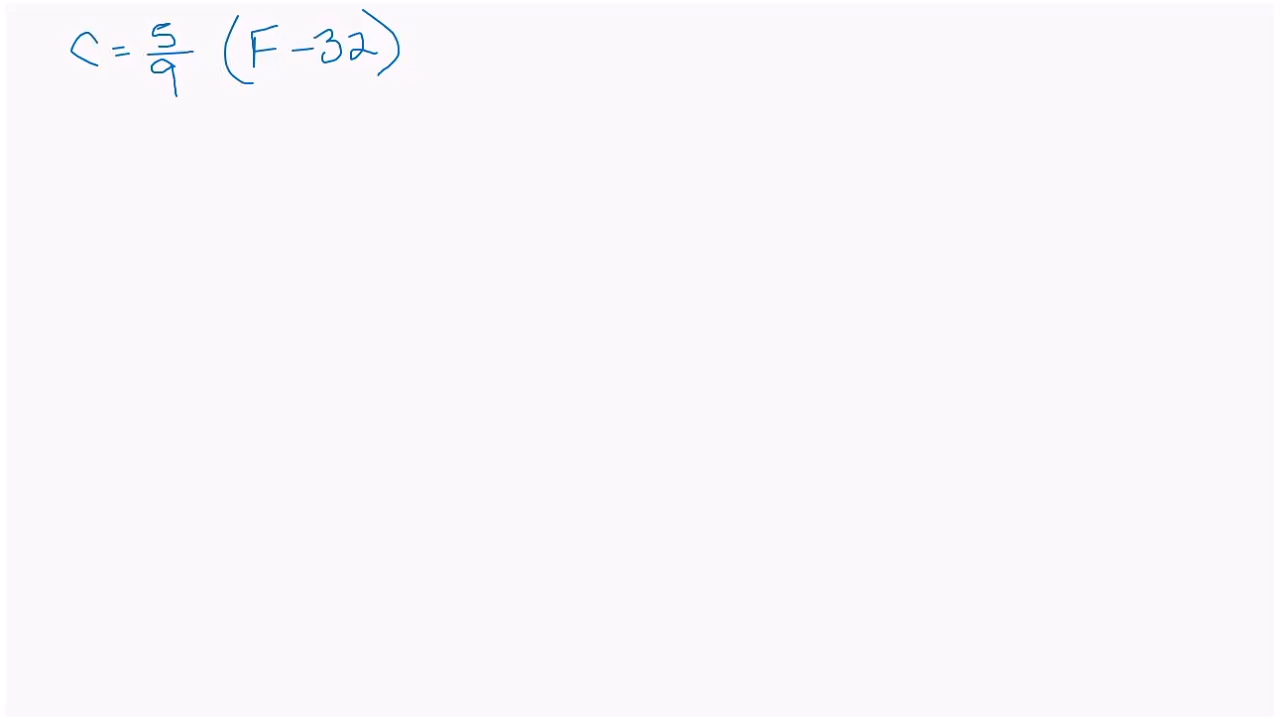 C = 5/9 (F - 32)